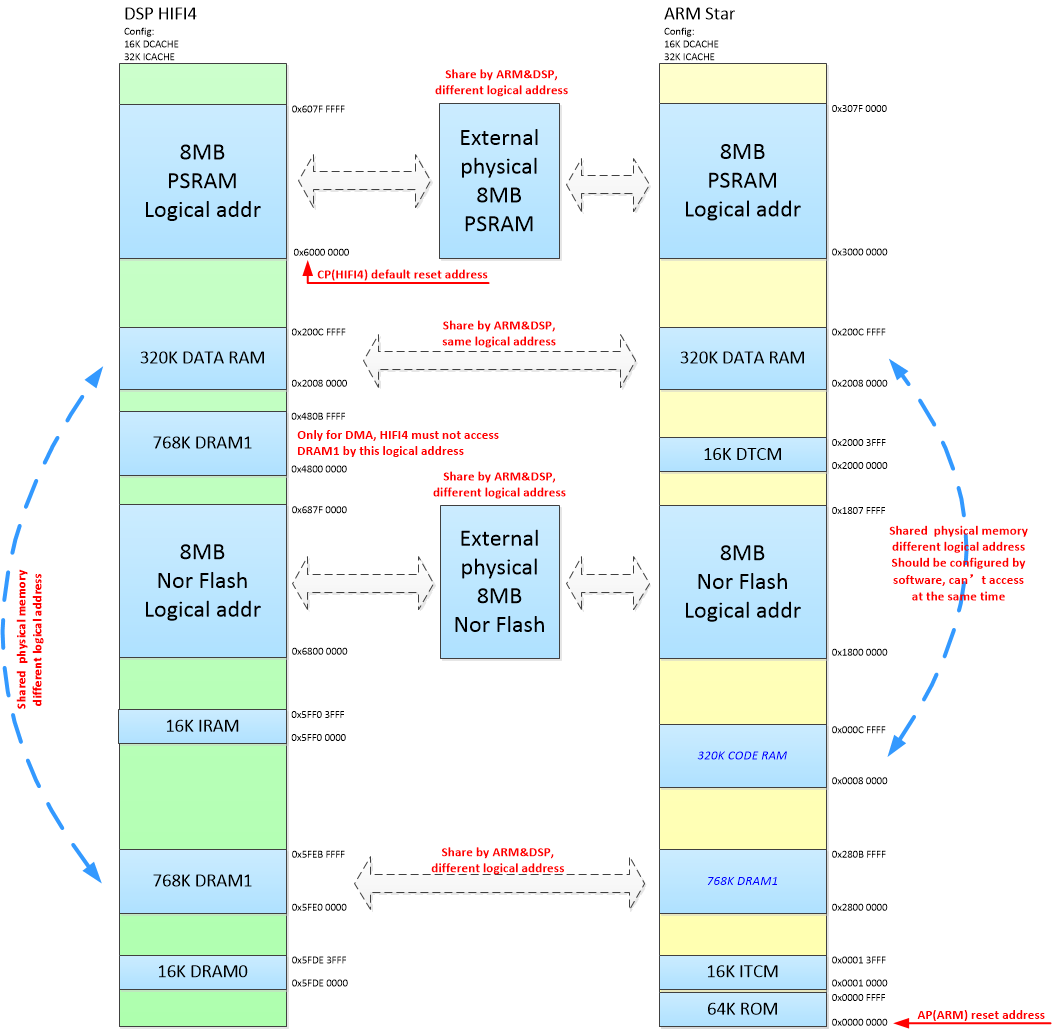 DSP HIFI4
Config:
16K DCACHE
32K ICACHE
0x607F FFFF
8MB
PSRAM
Logical addr
0x6000 0000
CP(HIFI4) default reset address
0x200C FFFF
320K DATA RAM
0x2008 0000
0x480B FFFF
768K DRAM1
0x4800 0000
Only for DMA, HIFI4 must not access
DRAM1 by this logical address
0x687F 0000
8MB
Nor Flash
Logical addr
0x6800 0000
0x5FF0 3FFF
16K IRAM
0x5FF0 0000
0x5FEB FFFF
768K DRAM1
0x5FE0 0000
0x5FDE 3FFF
16K DRAM0
0x5FDE 0000
Shared physical memory
different logical address
Share by ARM&DSP,
different logical address
External
physical
8MB
PSRAM
Share by ARM&DSP,
same logical address
Share by ARM&DSP,
different logical address
External
physical
8MB
Nor Flash
Share by ARM&DSP,
different logical address
ARM Star
Config:
16K DCACHE
32K ICACHE
0x307F 0000
8MB
PSRAM
Logical addr
0x3000 0000
0x200C FFFF
320K DATA RAM
0x2008 0000
0x2000 3FFF
16K DTCM
0x2000 0000
0x1807 FFFF
8MB
Nor Flash
Logical addr
0x1800 0000
Shared physical memory
different logical address
Should be configured by
software, can’t access
at the same time
0x000C FFFF
320K CODE RAM
0x0008 0000
0x280B FFFF
768K DRAM1
0x2800 0000
0x0001 3FFF
16K ITCM
0x0001 0000
0x0000 FFFF
64K ROM
0x0000 0000
AP(ARM) reset address